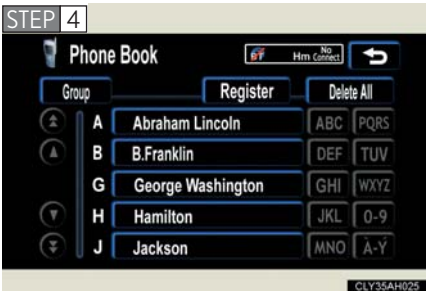 STEP 4
Phone Book Hm No Connect
Group Register Delete All
A Abraham Lincoln ABC PQRS
B B.Franklin DEF TUV
G George Washington GHI WXYZ
H Hamilton JKL 0-9
J Jackson MNO À-Ý
CLY35AH025